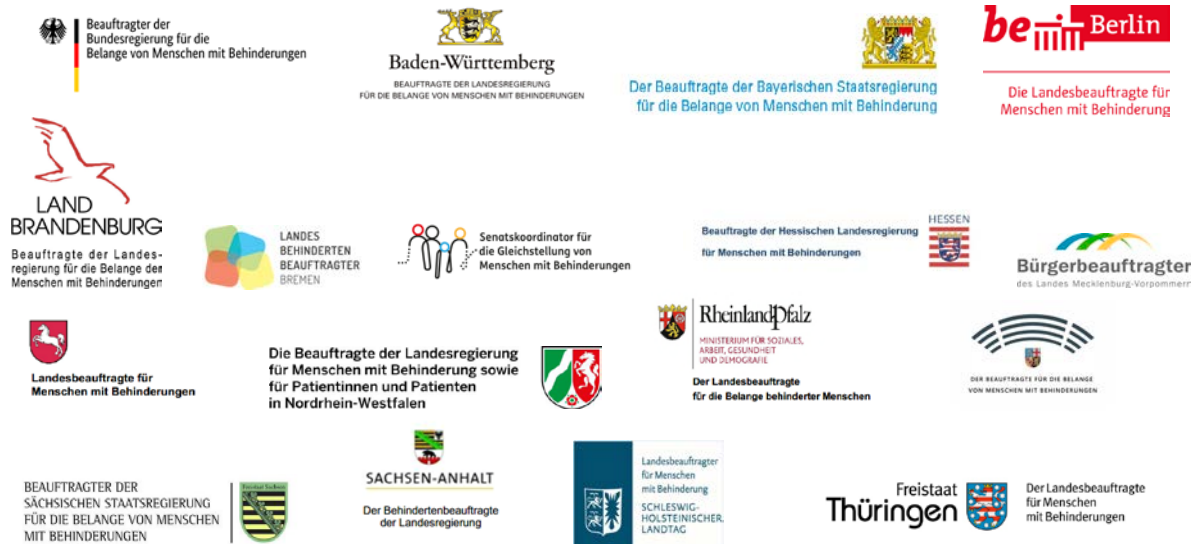 Beauftragter der
Bundesregierung für die
Belange von Menschen mit Behinderungen
Baden-Württemberg
BEAUFTRAGTE DER LANDESREGIERUNG
FÜR DIE BELANGE VON MENSCHEN MIT BEHINDERUNGEN
Der Beauftragte der Bayerischen Staatsregierung
für die Belange von Menschen mit Behinderung
be Berlin
Die Landesbeauftragte für
Menschen mit Behinderung
LAND
BRANDENBURG
Beauftragte der Landes-
regierung für die Belange der
Menschen mit Behinderungen
LANDES
BEHINDERTEN
BEAUFTRAGTER
BREMEN
Senatskoordinator für
die Gleichstellung von
Menschen mit Behinderungen
HESSEN
Beauftragte der Hessischen Landesregierung
für Menschen mit Behinderungen
Bürgerbeauftragter
des Landes Mecklenburg-Vorpommern
Landesbeauftragte für
Menschen mit Behinderungen
Die Beauftragte der Landesregierung
für Menschen mit Behinderung sowie
für Patientinnen und Patienten
in Nordrhein-Westfalen
RheinlandPfalz
MINISTERIUM FÜR SOZIALES,
ARBEIT, GESUNDHEIT
UND DEMOGRAFIE
Der Landesbeauftragte
für die Belange behinderter Menschen
DER BEAUFTRAGTE FÜR DIE BELANGE
VON MENSCHEN MIT BEHINDERUNGEN
BEAUFTRAGTER DER
SÄCHSISCHEN STAATSREGIERUNG
FÜR DIE BELANGE VON MENSCHEN
MIT BEHINDERUNGEN
Freistaat Sachsen
SACHSEN-ANHALT
Der Behindertenbeauftragte
der Landesregierung
Landesbeauftragter
für Menschen
mit Behinderung
SCHLESWIG-
HOLSTEINISCHER
LANDTAG
Freistaat
Thüringen
Der Landesbeauftragte
für Menschen
mit Behinderungen